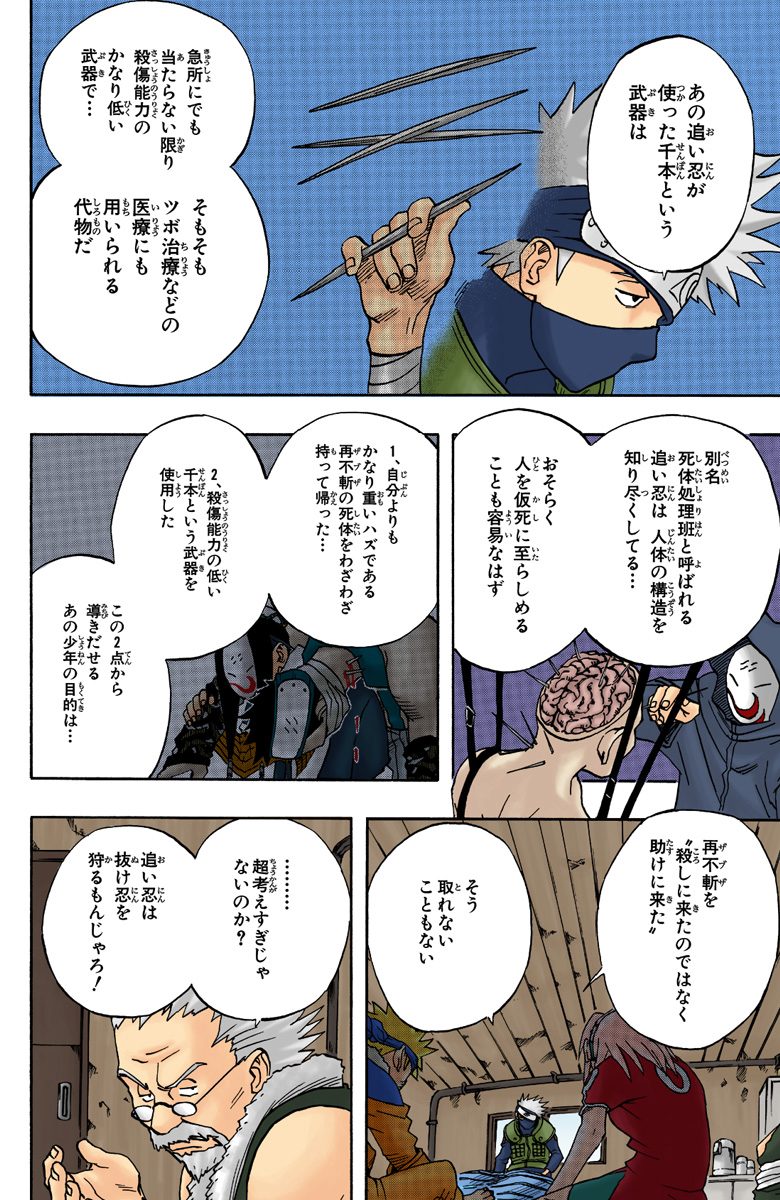 あの追い忍が
使った千本という
武器は
急所にでも
当たらない限り
殺傷能力の
かなり低い
武器で…
そもそも
ツボ治療などの
医療にも
用いられる
代物だ
別名
死体処理班と呼ばれる
追い忍は 人体の構造を
知り尽くしてる…
おそらく
人を仮死に至らしめる
ことも容易なはず
1、自分よりも
かなり重いハズである
再不斬の死体をわざわざ
持って帰った…
2、殺傷能力の低い
千本という武器を
使用した
この2点から
導きだせる
あの少年の目的は…
再不斬を
〝殺しに来たのではなく
助けに来た〟
そう
取れない
こともない
…………
超考えすぎじゃ
ないのか?
追い忍は
抜け忍を
狩るもんじゃろ!